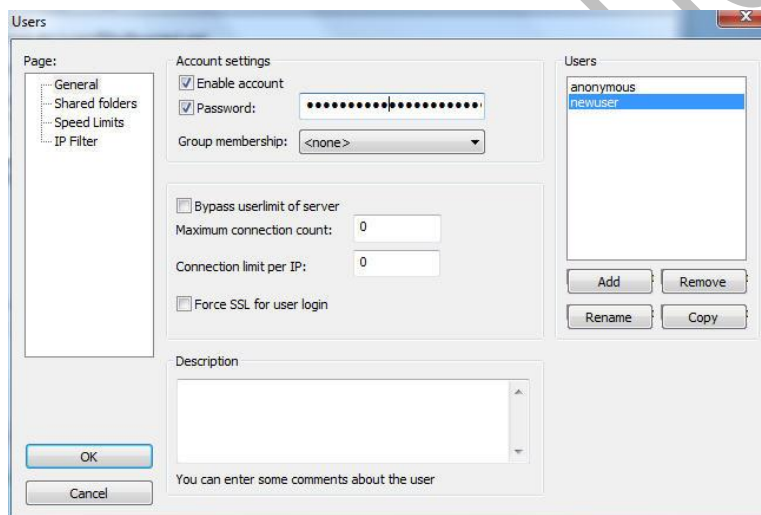 Users
Page:
General
Shared folders
Speed Limits
IP Filter
OK
Cancel
Account settings
Enable account
Password: ••••••••••••••••••••••
Group membership: <none>
Bypass userlimit of server
Maximum connection count: 0
Connection limit per IP: 0
Force SSL for user login
Description
You can enter some comments about the user
Users
anonymous
newuser
Add Remove
Rename Copy